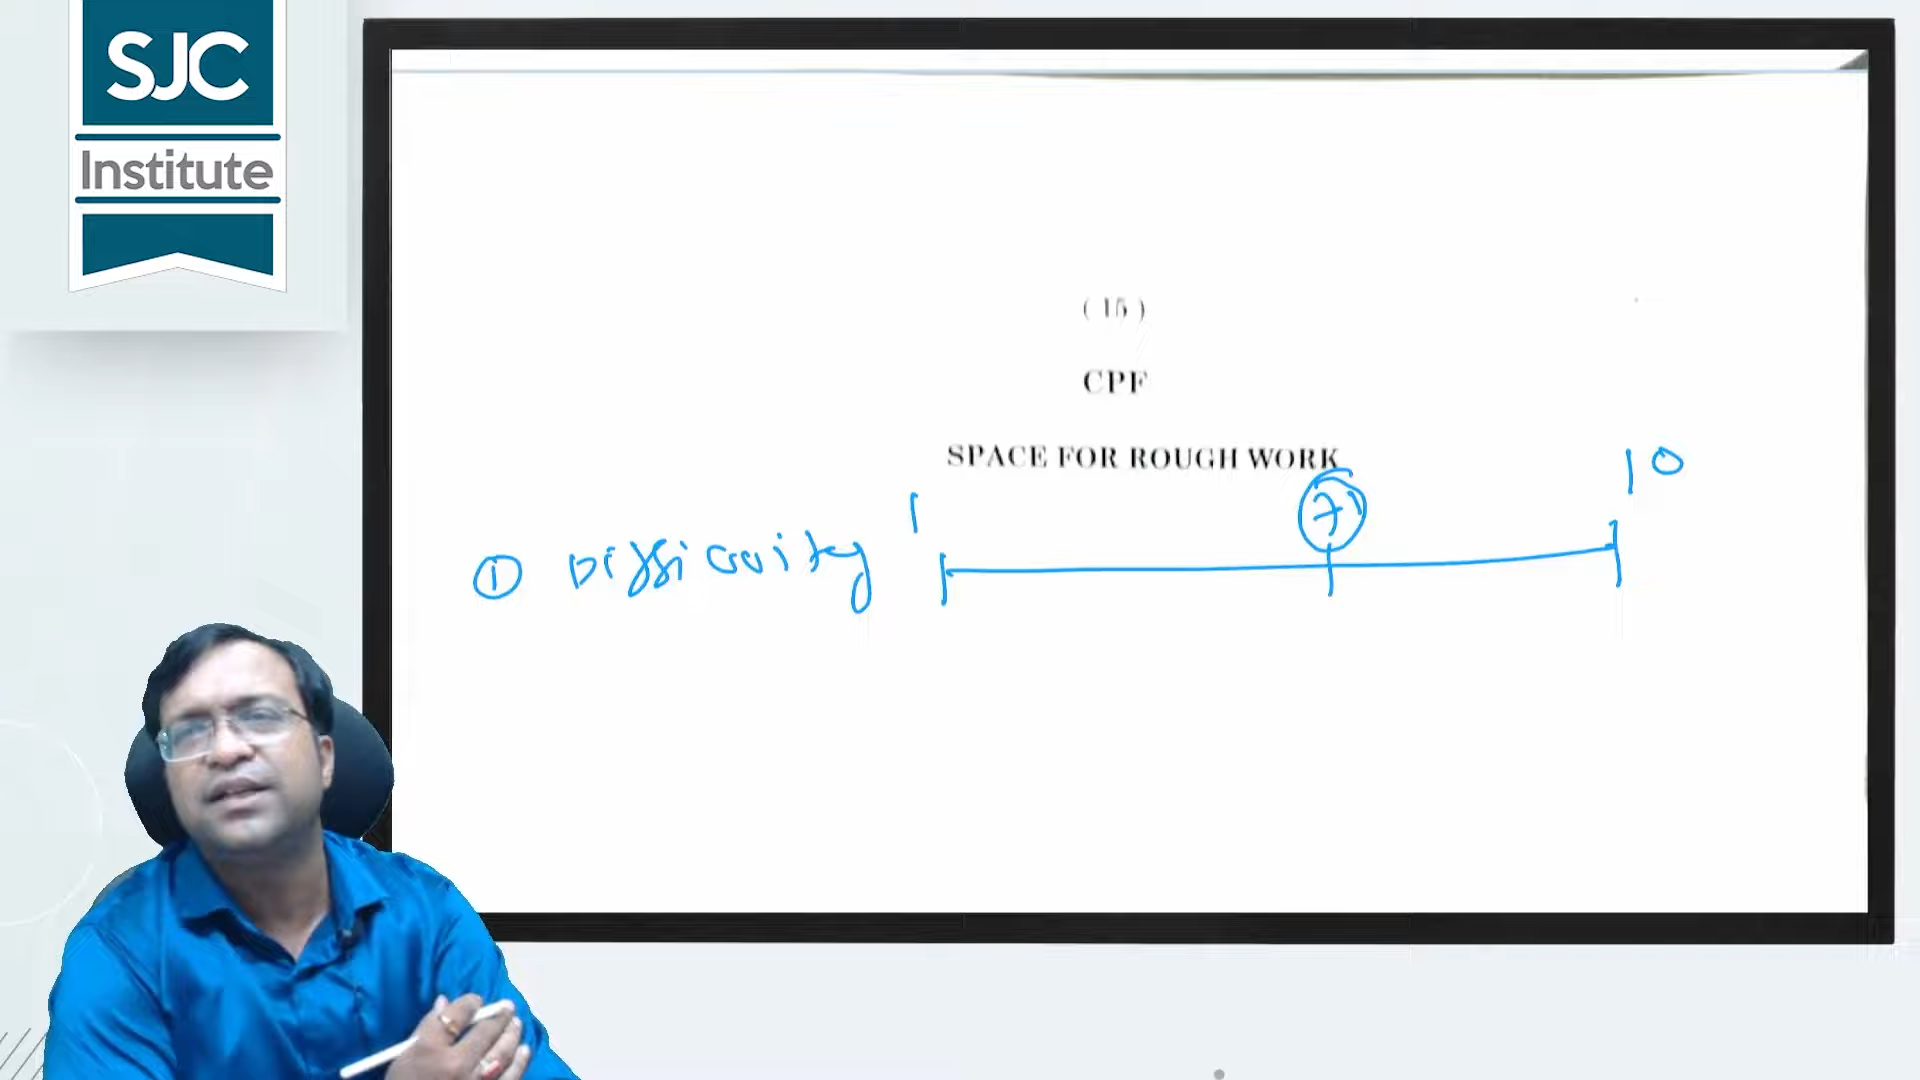 SJC
Institute
( 15 )
CPF
SPACE FOR ROUGH WORK
1 7 10
① Difficulty